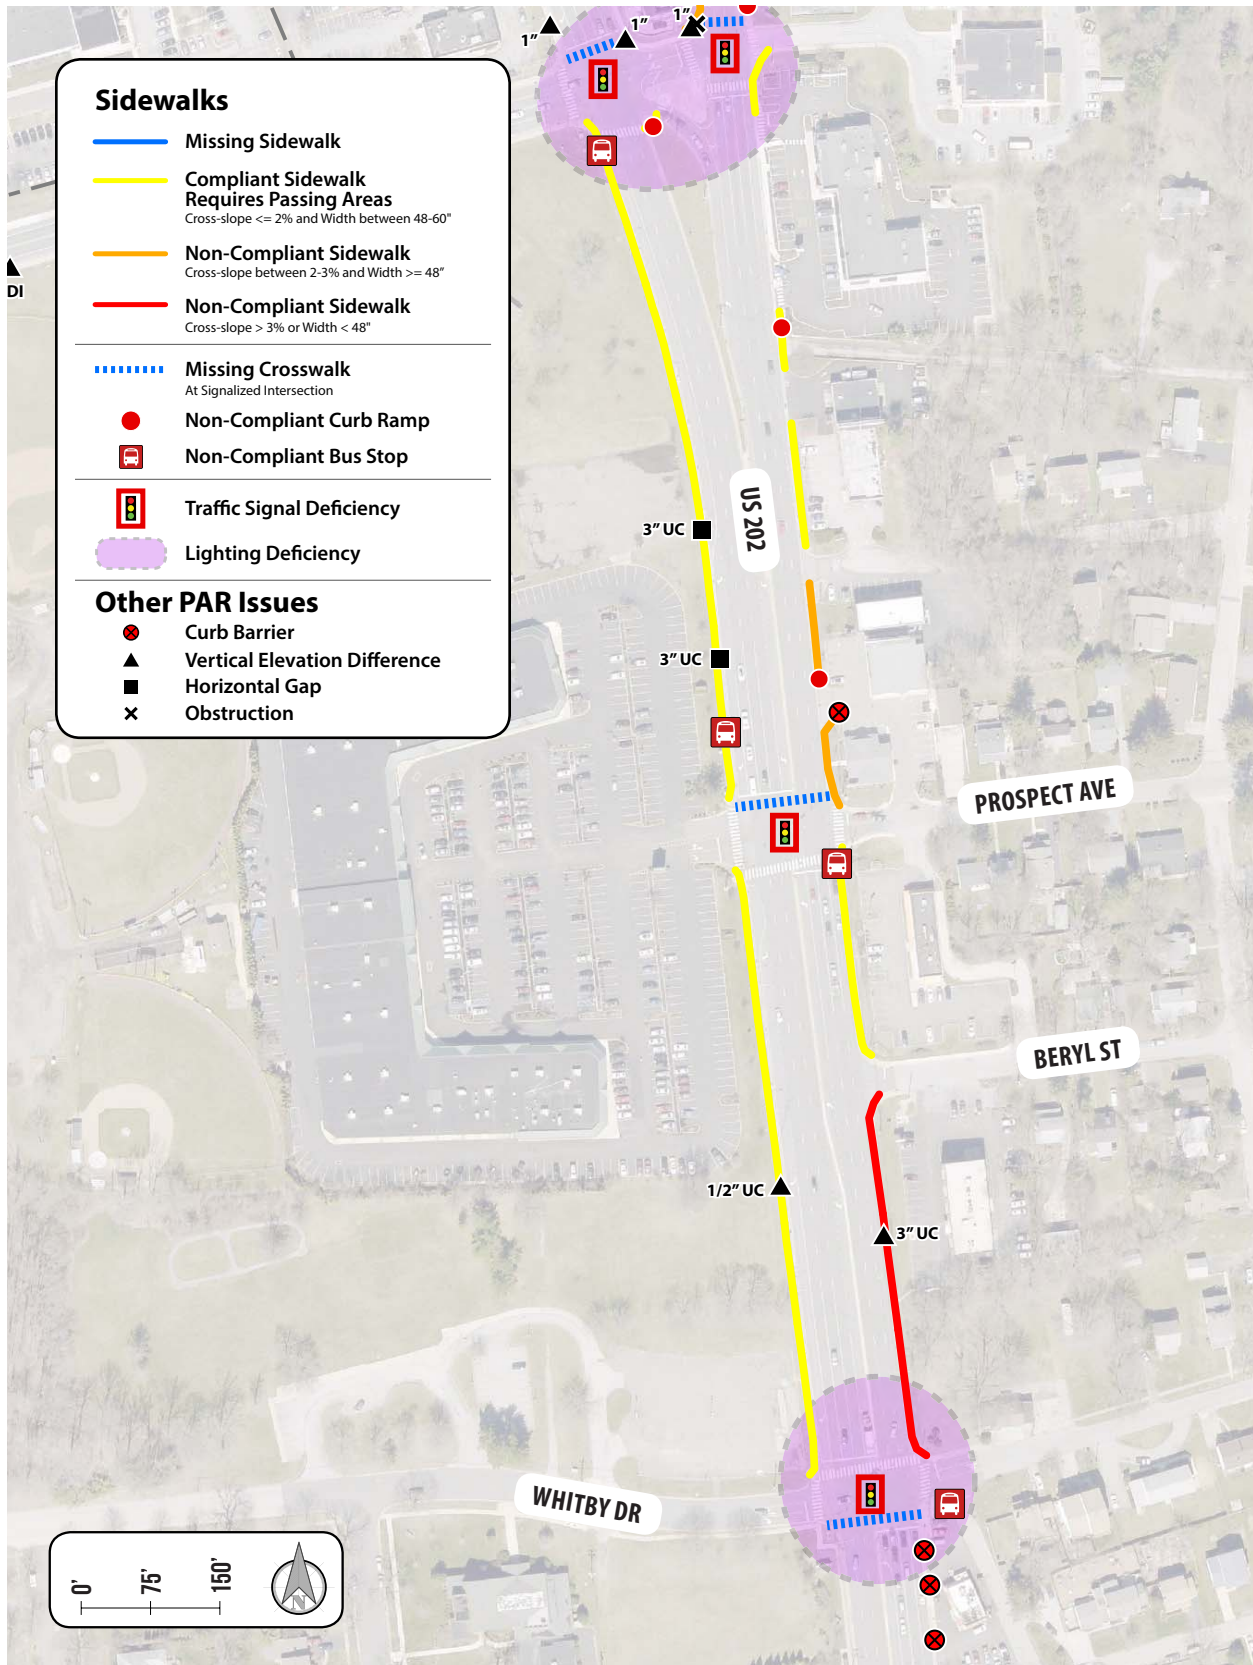 1"
1"
1"
Sidewalks
Missing Sidewalk
Compliant Sidewalk
Requires Passing Areas
Cross-slope <= 2% and Width between 48-60"
Non-Compliant Sidewalk
Cross-slope between 2-3% and Width >= 48”
Non-Compliant Sidewalk
Cross-slope > 3% or Width < 48"
Missing Crosswalk
At Signalized Intersection
Non-Compliant Curb Ramp
Non-Compliant Bus Stop
Traffic Signal Deficiency
Lighting Deficiency
Other PAR Issues
Curb Barrier
Vertical Elevation Difference
Horizontal Gap
Obstruction
DI
US 202
3” UC
3” UC
PROSPECT AVE
BERYL ST
1/2” UC
3” UC
WHITBY DR
0'
75'
150'
N